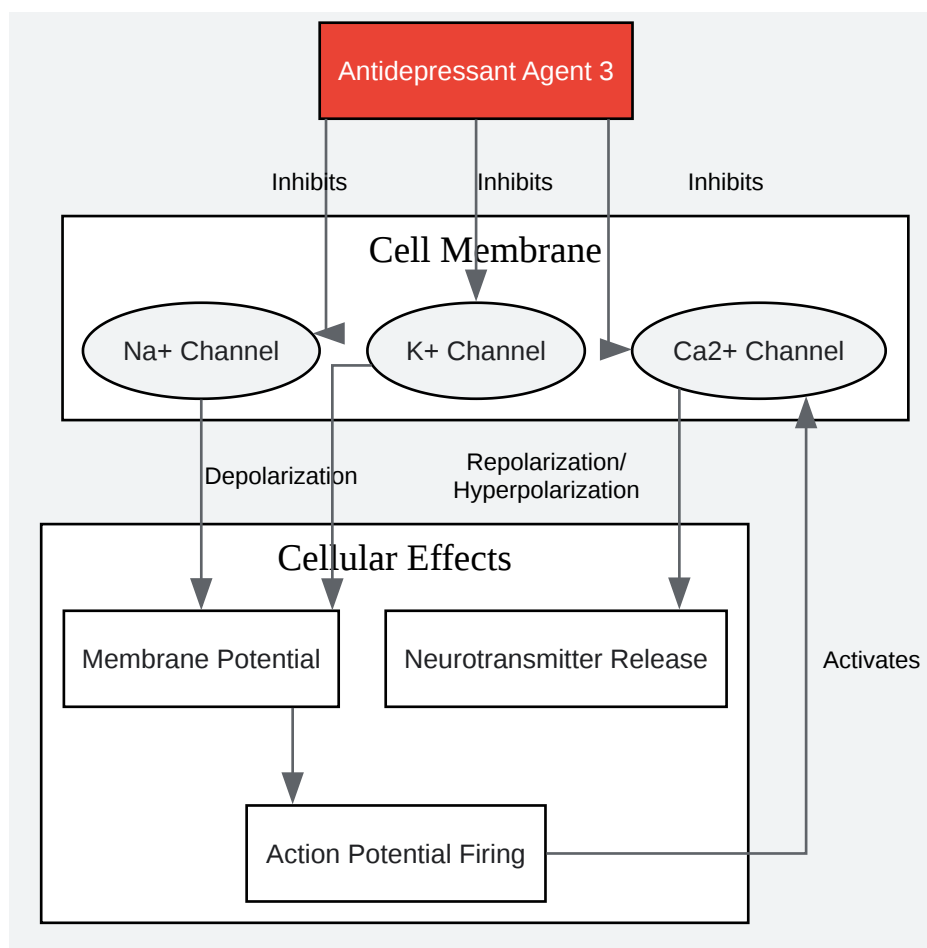 Antidepressant Agent 3
Inhibits
Inhibits
Inhibits
Cell Membrane
Na+ Channel
K+ Channel
Ca2+ Channel
Depolarization
Repolarization/
Hyperpolarization
Cellular Effects
Membrane Potential
Neurotransmitter Release
Activates
Action Potential Firing